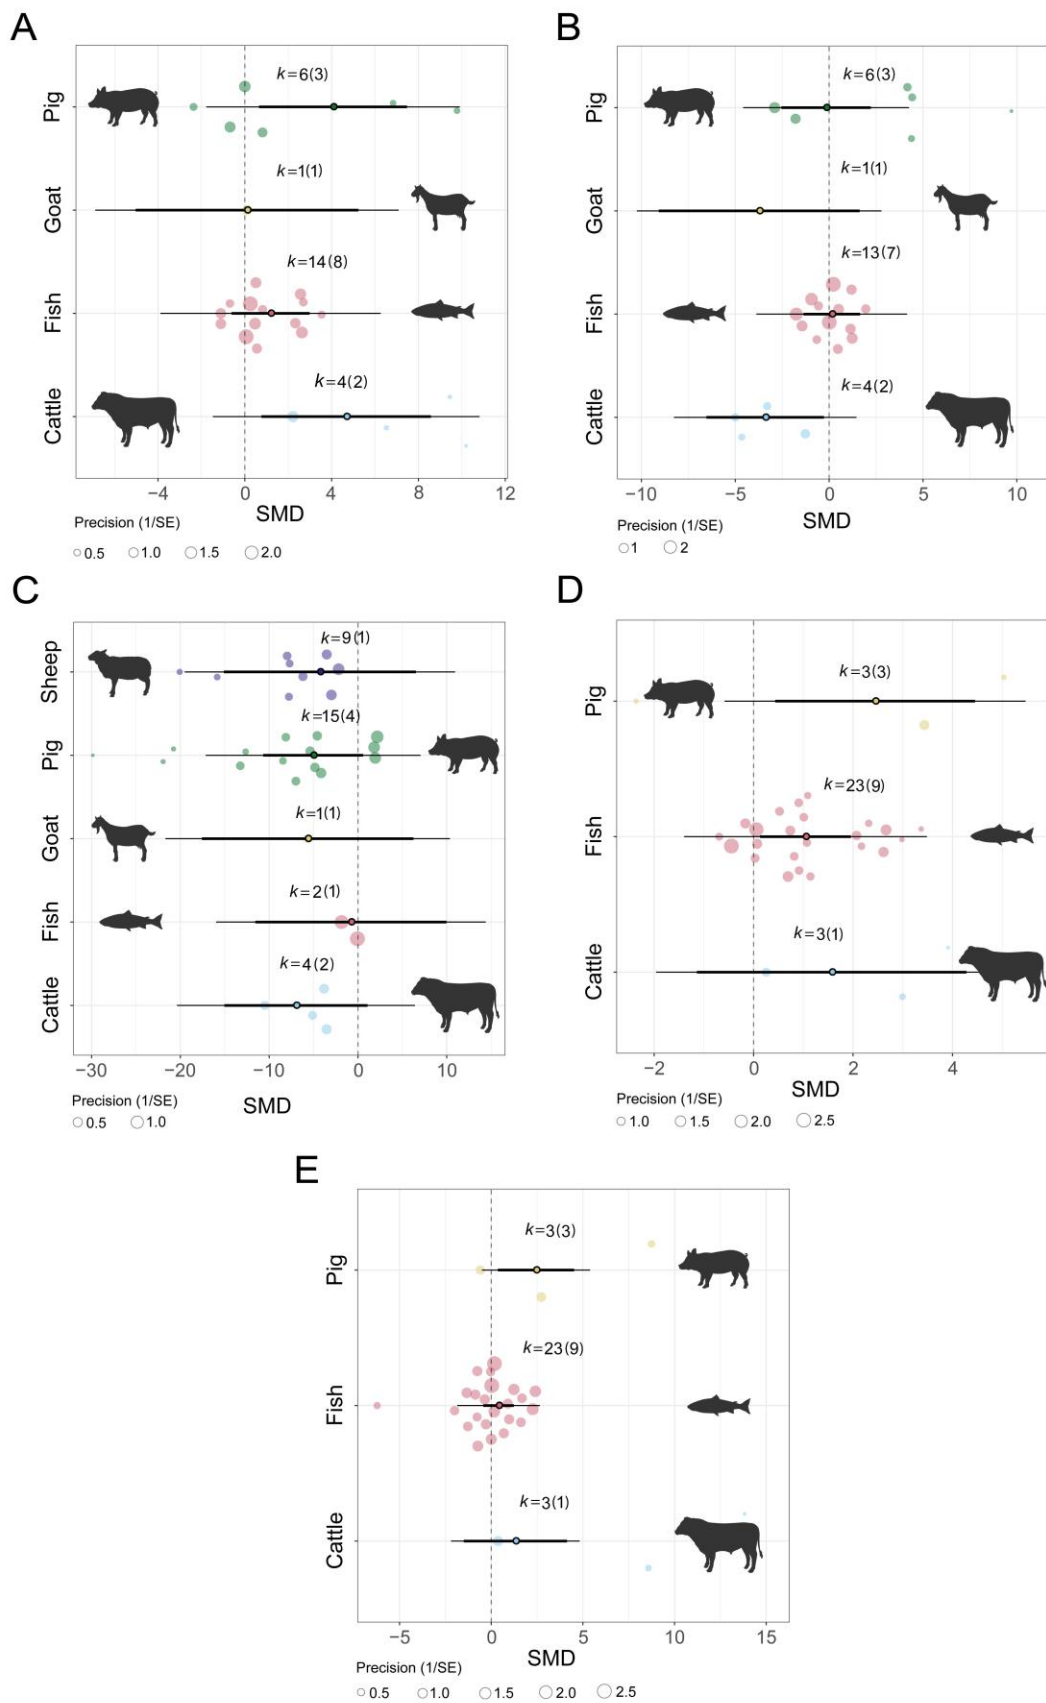 A
Pig
k=6(3)
Goat
k=1(1)
Fish
k=14(8)
Cattle
k=4(2)
−4 0 4 8 12
SMD
Precision (1/SE)
0.5 1.0 1.5 2.0
B
Pig
k=6(3)
Goat
k=1(1)
Fish
k=13(7)
Cattle
k=4(2)
−10 −5 0 5 10
SMD
Precision (1/SE)
1 2
C
Sheep
k=9(1)
Pig
k=15(4)
Goat
k=1(1)
Fish
k=2(1)
Cattle
k=4(2)
−30 −20 −10 0 10
SMD
Precision (1/SE)
0.5 1.0
D
Pig
k=3(3)
Fish
k=23(9)
Cattle
k=3(1)
−2 0 2 4
SMD
Precision (1/SE)
1.0 1.5 2.0 2.5
E
Pig
k=3(3)
Fish
k=23(9)
Cattle
k=3(1)
−5 0 5 10 15
SMD
Precision (1/SE)
0.5 1.0 1.5 2.0 2.5